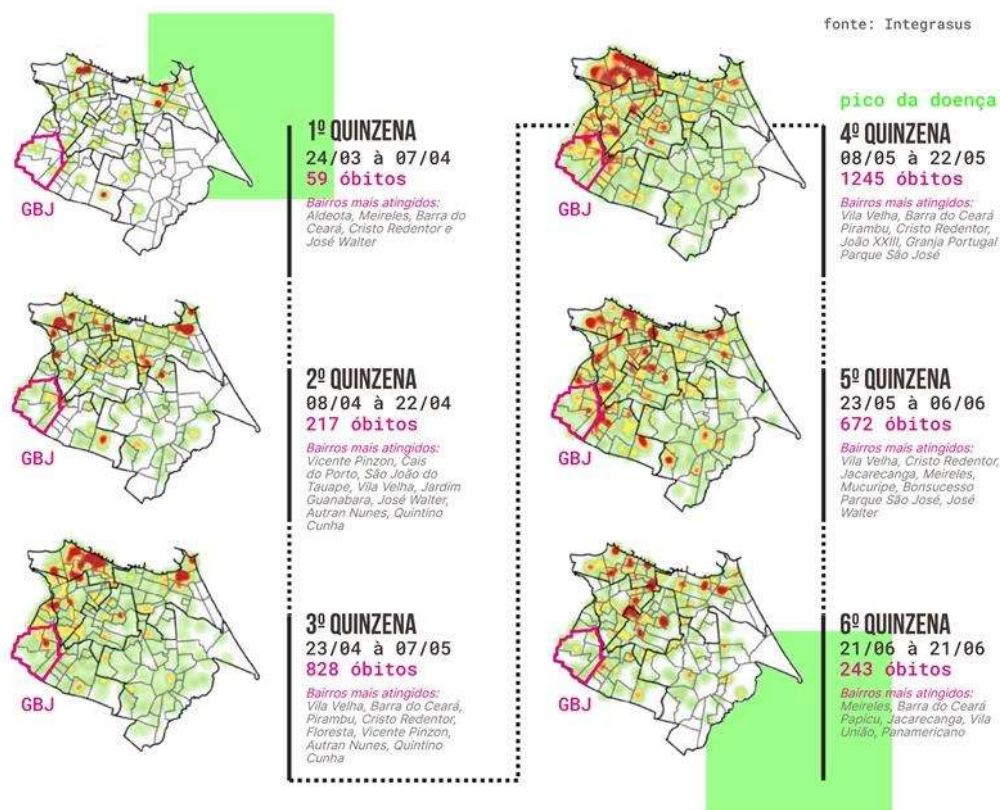 fonte: Integrasus
1º QUINZENA
24/03 à 07/04
59 óbitos
Bairros mais atingidos:
Aldeota, Meireles, Barra do
Ceará, Cristo Redentor e
José Walter
GBJ
2º QUINZENA
08/04 à 22/04
217 óbitos
Bairros mais atingidos:
Vicente Pinzon, Cais
do Porto, São João do
Tauape, Vila Velha, Jardim
Guanabara, José Walter,
Autran Nunes, Quintino
Cunha
GBJ
3º QUINZENA
23/04 à 07/05
828 óbitos
Bairros mais atingidos:
Vila Velha, Barra do Ceará,
Pirambu, Cristo Redentor,
Floresta, Vicente Pinzon,
Autran Nunes, Quintino
Cunha
GBJ
pico da doença
4º QUINZENA
08/05 à 22/05
1245 óbitos
Bairros mais atingidos:
Vila Velha, Barra do Ceará
Pirambu, Cristo Redentor,
João XXIII, Granja Portugal
Parque São José
GBJ
5º QUINZENA
23/05 à 06/06
672 óbitos
Bairros mais atingidos:
Vila Velha, Cristo Redentor,
Jacarecanga, Meireles,
Mucuripe, Bonsucesso
Parque São José, José
Walter
GBJ
6º QUINZENA
21/06 à 21/06
243 óbitos
Bairros mais atingidos:
Meireles, Barra do Ceará
Papicu, Jacarecanga, Vila
União, Panamericano
GBJ